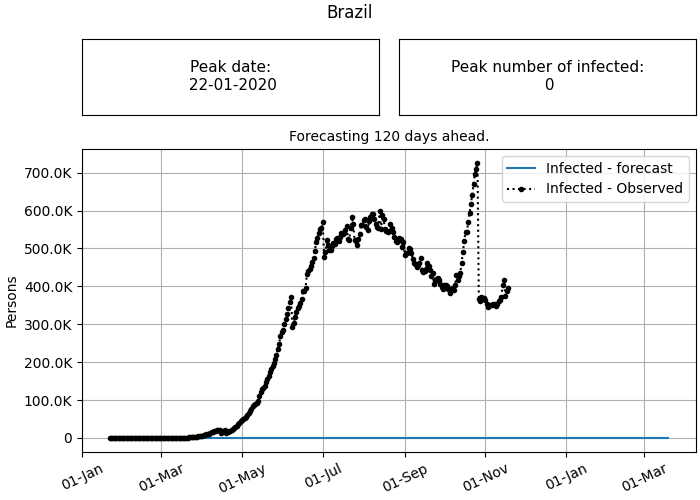 Brazil
Peak date:
22-01-2020
Peak number of infected:
0
Forecasting 120 days ahead.
Infected - forecast
Infected - Observed
Persons
700.0K
600.0K
500.0K
400.0K
300.0K
200.0K
100.0K
0
01-Jan
01-Mar
01-May
01-Jul
01-Sep
01-Nov
01-Jan
01-Mar